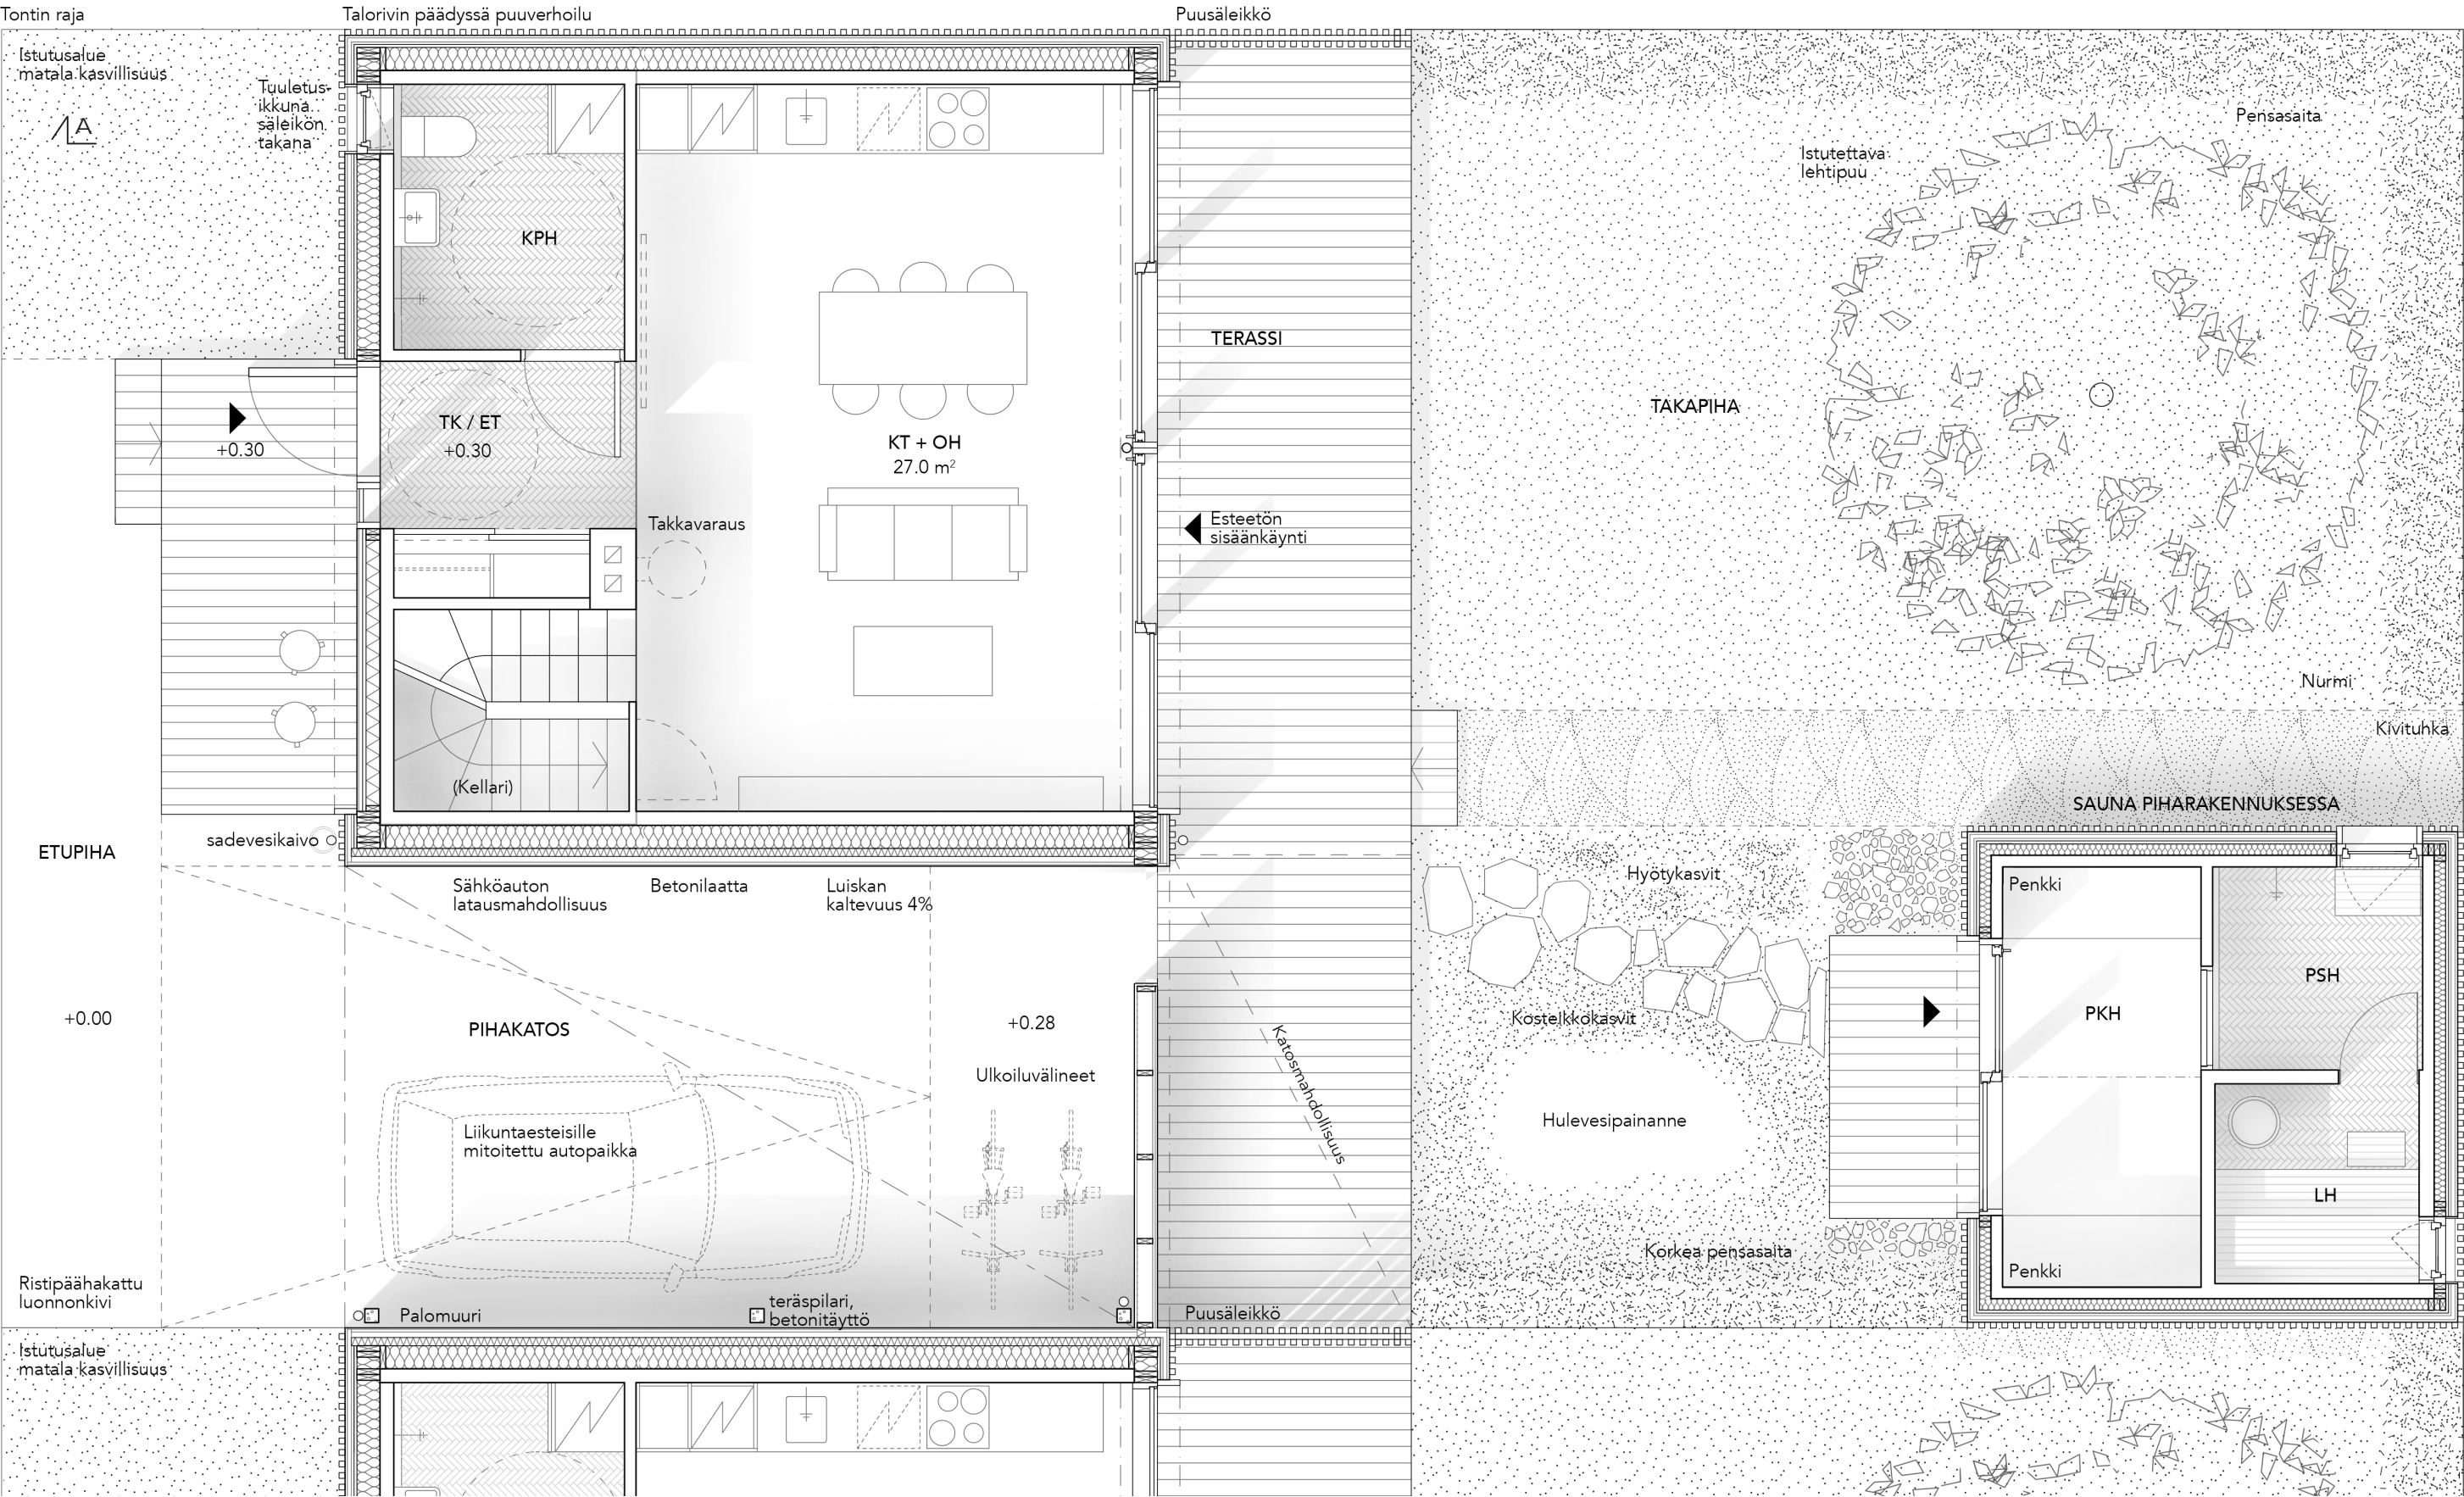 Tontin raja
Talorivin päädyssä puuverhoilu
Puusäleikkö
Istutusalue
matala kasvillisuus
Tuuletus-
ikkuna
säleikön
takana
A
Pensasaita
Istutettava
lehtipuu
KPH
TERASSI
TAKAPIHA
TK / ET
+0.30
+0.30
KT + OH
27.0 m²
Takkavaraus
Esteetön
sisäänkäynti
Nurmi
Kivituhka
(Kellari)
SAUNA PIHARAKENNUKSESSA
sadevesikaivo
ETUPIHA
Sähköauton
latausmahdollisuus
Betonilaatta
Luiskan
kaltevuus 4%
Hyötykasvit
Penkki
PSH
PKH
+0.00
PIHAKATOS
+0.28
Kosteikkokasvit
Ulkoiluvälineet
Katosmahdollisuus
Hulevesipainanne
Liikuntaesteisille
mitoitettu autopaikka
LH
Korkea pensasaita
Penkki
Ristipäähakattu
luonnonkivi
Palomuuri
teräspilari,
betonitäyttö
Puusäleikkö
Istutusalue
matala kasvillisuus